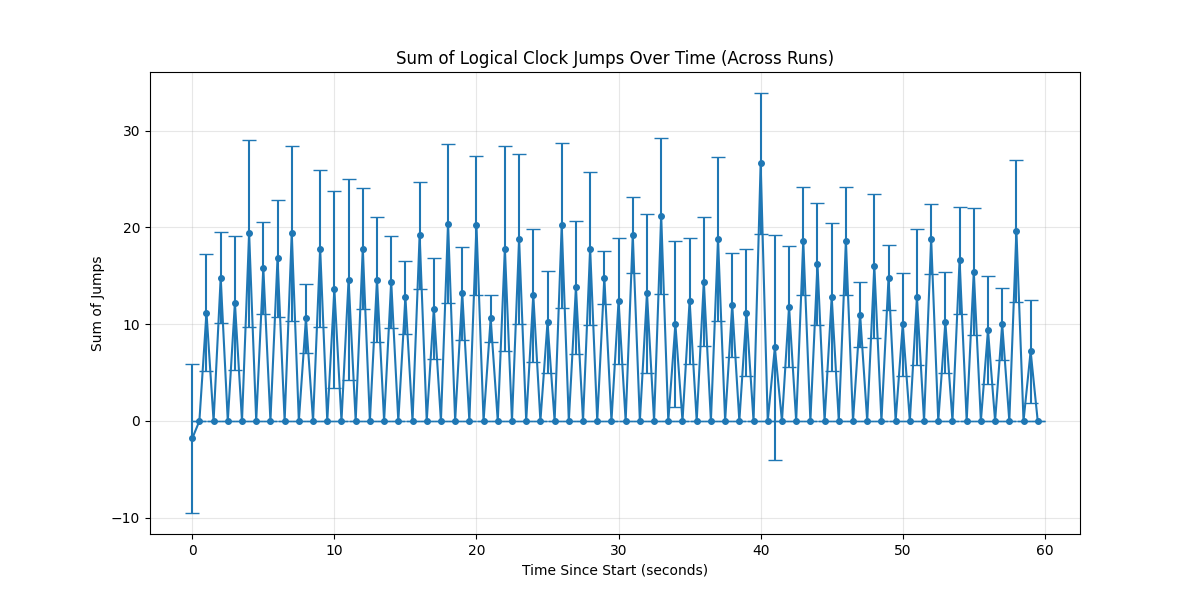 Sum of Logical Clock Jumps Over Time (Across Runs)
Sum of Jumps
30
20
10
0
−10
0 10 20 30 40 50 60
Time Since Start (seconds)